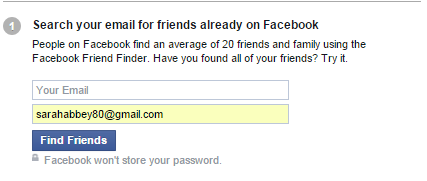 1 Search your email for friends already on Facebook
People on Facebook find an average of 20 friends and family using the
Facebook Friend Finder. Have you found all of your friends? Try it.
Your Email
sarahabbey80@gmail.com
Find Friends
Facebook won't store your password.